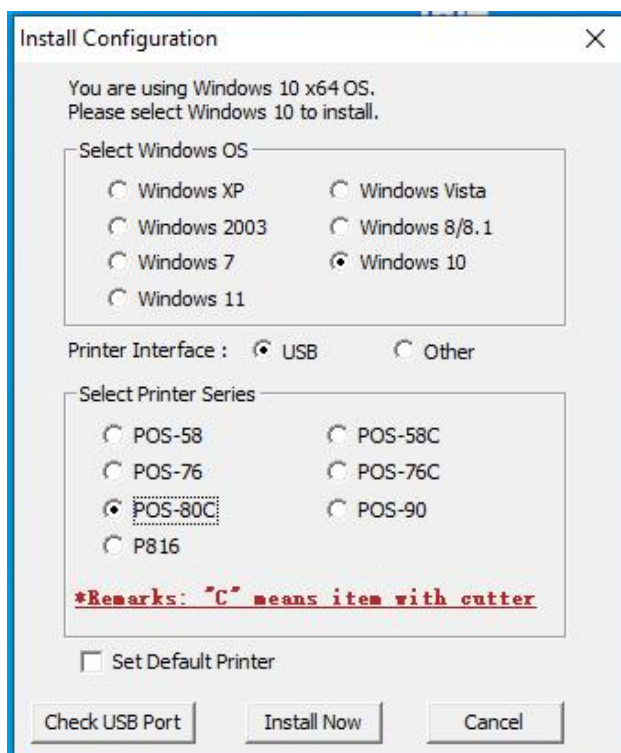 Install Configuration
You are using Windows 10 x64 OS.
Please select Windows 10 to install.
Select Windows OS
Windows XP
Windows Vista
Windows 2003
Windows 8/8.1
Windows 7
Windows 10
Windows 11
Printer Interface :
USB
Other
Select Printer Series
POS-58
POS-58C
POS-76
POS-76C
POS-80C
POS-90
P816
*Remarks: "C" means item with cutter
Set Default Printer
Check USB Port
Install Now
Cancel